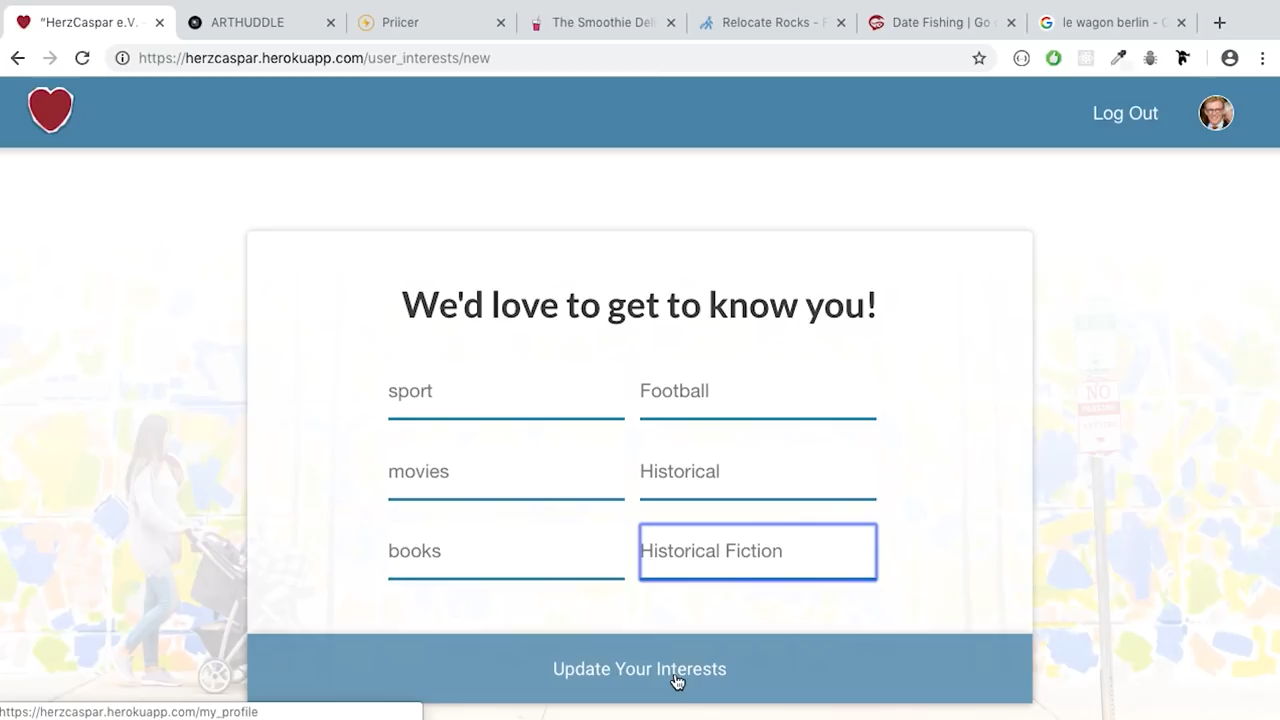 "HerzCaspar e.V. -
ARTHUDDLE
Priicer
The Smoothie Del
Relocate Rocks - F
Date Fishing | Go
le wagon berlin - G
https://herzcaspar.herokuapp.com/user_interests/new
Log Out
We'd love to get to know you!
sport
Football
movies
Historical
books
Historical Fiction
NO
Update Your Interests
https://herzcaspar.herokuapp.com/my_profile